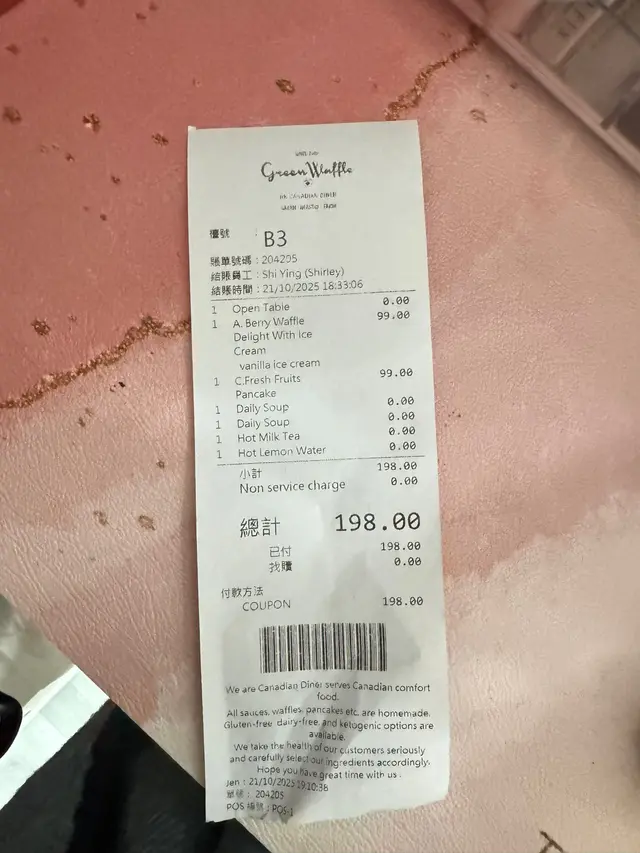 Green Waffle
檯號 : B3
賬單號碼 : 204205
結賬員工 : Shi Ying (Shirley)
結賬時間 : 21/10/2025 18:33:06
1 Open Table 0.00
1 A. Berry Waffle 99.00
Delight With Ice
Cream
vanilla ice cream
1 C.Fresh Fruits 99.00
Pancake
1 Daily Soup 0.00
1 Daily Soup 0.00
1 Hot Milk Tea 0.00
1 Hot Lemon Water 0.00
小計 198.00
Non service charge 0.00
總計 198.00
已付 198.00
找贖 0.00
付款方法
COUPON 198.00
We are Canadian Diner serves Canadian comfort
food.
All sauces, waffles, pancakes etc. are homemade.
Gluten-free, dairy-free, and ketogenic options are
available.
We take the health of our customers seriously
and carefully select our ingredients accordingly.
Hope you have great time with us .
Jen : 21/10/2025 19:10:38
單號 : 204205
POS 編號 : POS-1